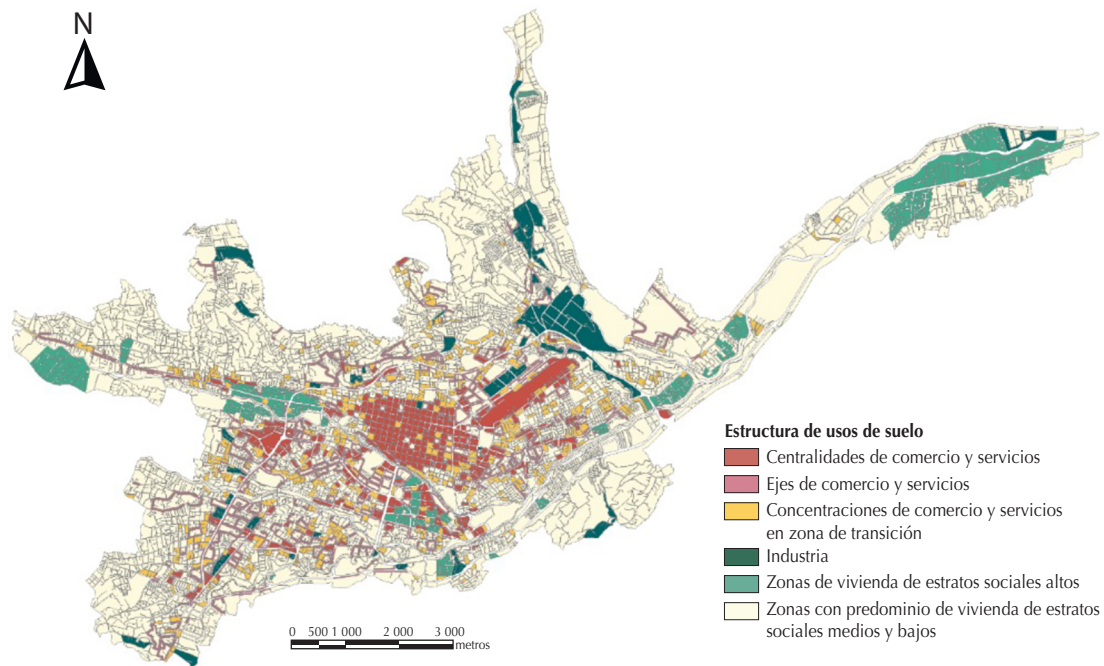 N
Estructura de usos de suelo
Centralidades de comercio y servicios
Ejes de comercio y servicios
Concentraciones de comercio y servicios
en zona de transición
Industria
Zonas de vivienda de estratos sociales altos
Zonas con predominio de vivienda de estratos
sociales medios y bajos
0 500 1 000 2 000 3 000
metros